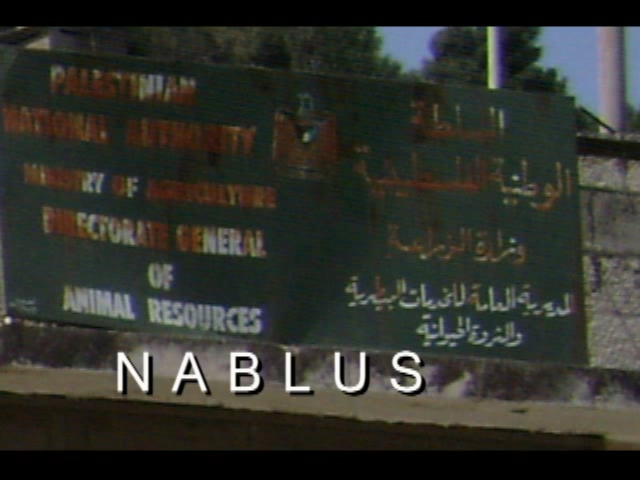 PALESTINIAN
NATIONAL AUTHORITY
MINISTRY OF AGRICULTURE
DIRECTORATE GENERAL
OF
ANIMAL RESOURCES
السلطة
الوطنية الفلسطينية
وزارة الزراعة
المديرية العامة للخدمات البيطرية
والثروة الحيوانية
NABLUS